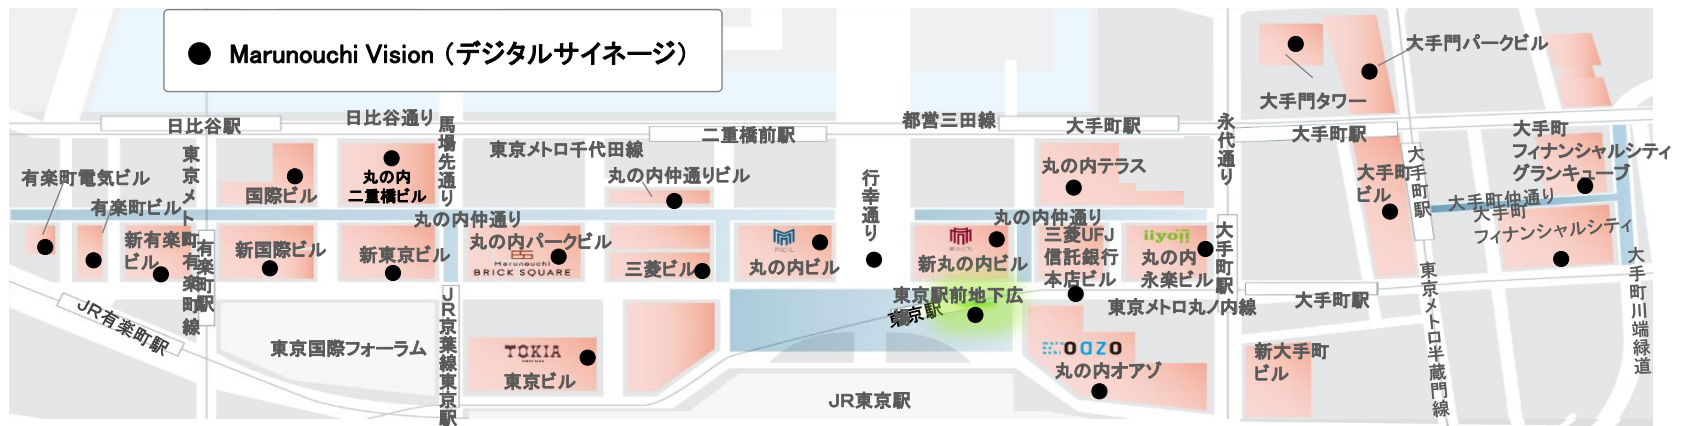 ● Marunouchi Vision（デジタルサイネージ）
大手門パークビル
大手門タワー
日比谷駅
日比谷通り
馬場先通り
二重橋前駅
都営三田線
大手町駅
永代通り
大手町駅
大手町
フィナンシャルシティ
グランキューブ
東京メトロ千代田線
有楽町電気ビル
有楽町ビル
東京メトロ有楽町線
国際ビル
丸の内
二重橋ビル
丸の内仲通りビル
行幸通り
丸の内テラス
大手町
ビル
大手町駅
大手町仲通り
大手町
フィナンシャルシティ
丸の内仲通り
丸の内仲通り
新有楽町
ビル
有楽町駅
新国際ビル
新東京ビル
丸の内パークビル
Marunouchi
BRICK SQUARE
三菱ビル
丸の内ビル
新丸の内ビル
三菱UFJ
信託銀行
本店ビル
iiyo!!
丸の内
永楽ビル
大手町駅
大手町川端緑道
東京メトロ半蔵門線
JR有楽町駅
JR京葉線東京駅
東京駅前地下広
東京駅
東京メトロ丸ノ内線
大手町駅
東京国際フォーラム
TOKIA
東京ビル
oazo
丸の内オアゾ
新大手町
ビル
JR東京駅